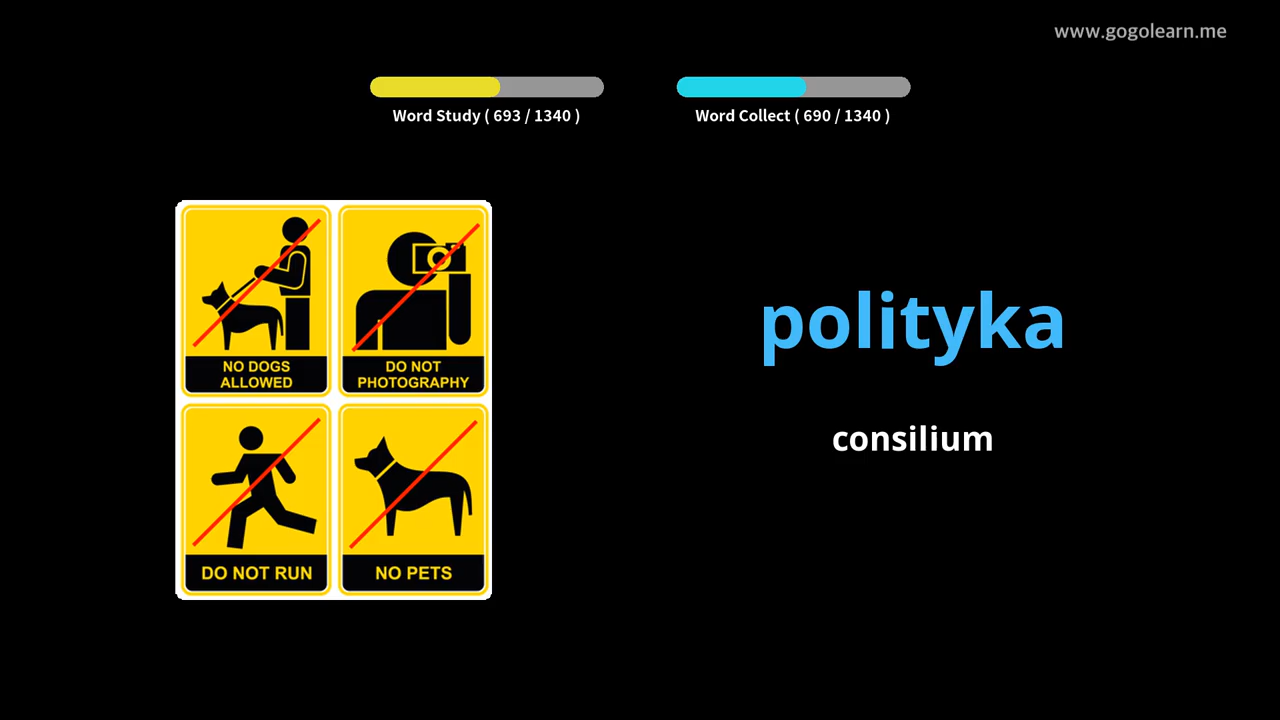 www.gogolearn.me
Word Study ( 693 / 1340 )
Word Collect ( 690 / 1340 )
NO DOGS
ALLOWED
DO NOT
PHOTOGRAPHY
DO NOT RUN
NO PETS
polityka
consilium